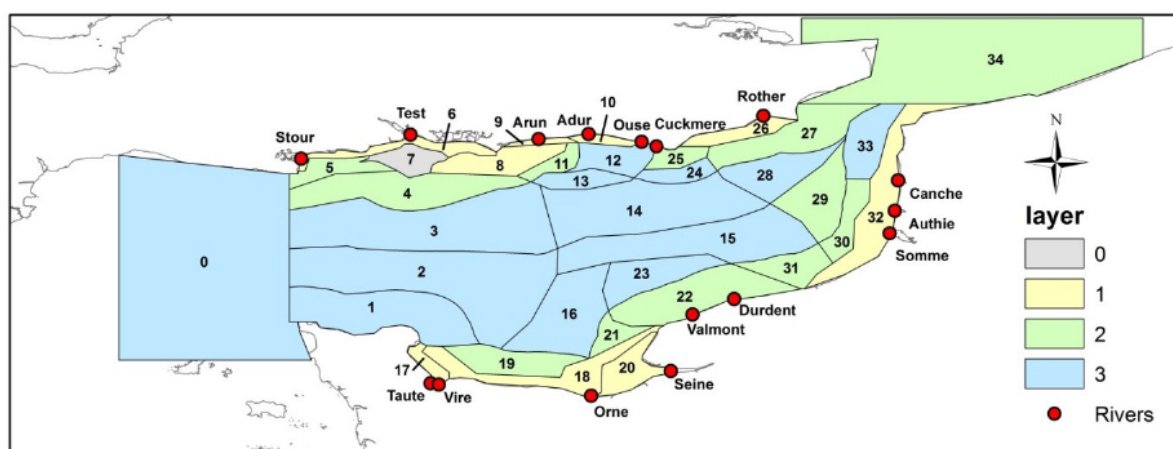 34
Rother
6
10
Test
9
Arun
Adur
Ouse
Cuckmere
26
27
Stour
7
8
11
12
25
33
N
5
13
24
28
4
14
29
Canche
layer
3
32
Authie
0
15
30
Somme
0
2
23
31
1
1
16
22
Durdent
2
21
Valmont
3
17
19
18
20
Seine
Rivers
Taute
Vire
Orne